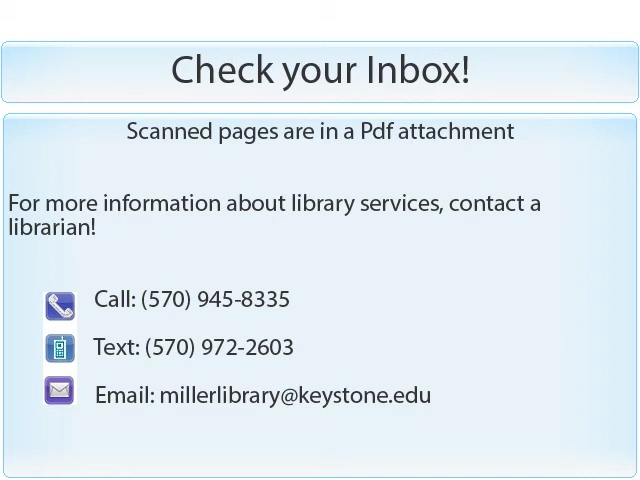 Check your Inbox!
Scanned pages are in a Pdf attachment
For more information about library services, contact a
librarian!
Call: (570) 945-8335
Text: (570) 972-2603
Email: millerlibrary@keystone.edu